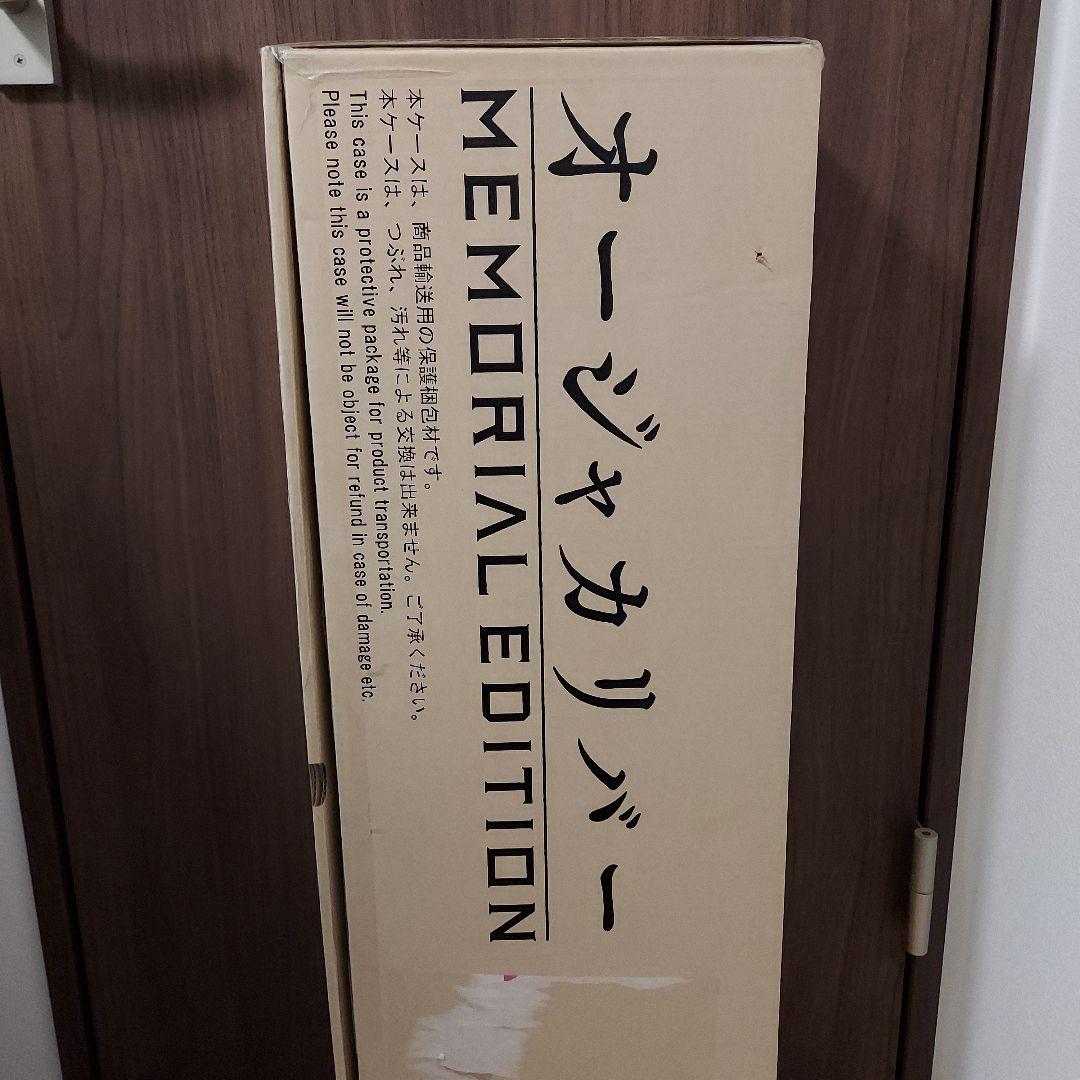 オージャカリバー
MEMORIAL EDITION
本ケースは、商品輸送用の保護梱包材です。
本ケースは、つぶれ、汚れ等による交換は出来ません。ご了承ください。
This case is a protective package for product transportation.
Please note this case will not be object for refund in case of damage etc.